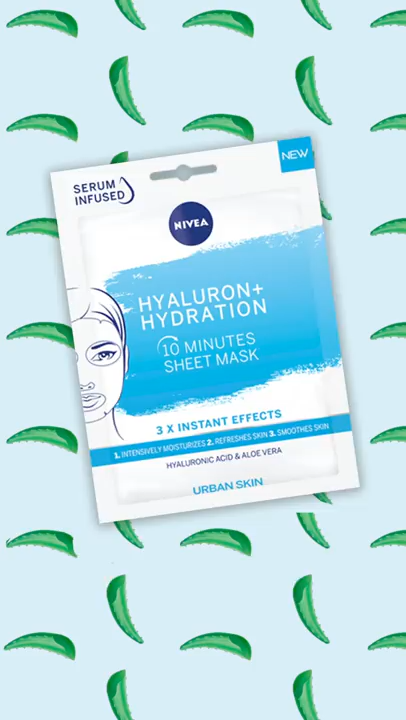 NEW
SERUM
INFUSED
NIVEA
HYALURON+
HYDRATION
10 MINUTES
SHEET MASK
3 X INSTANT EFFECTS
1. INTENSIVELY MOISTURIZES 2. REFRESHES SKIN 3. SMOOTHES SKIN
HYALURONIC ACID & ALOE VERA
URBAN SKIN